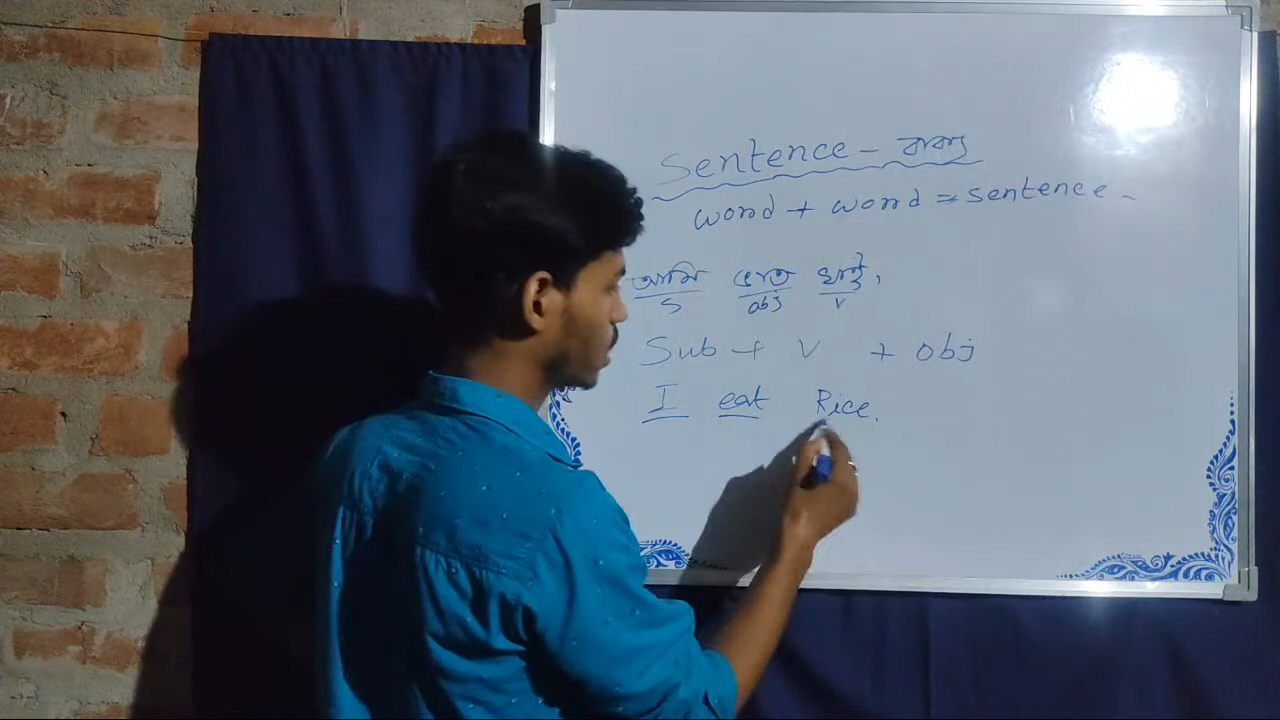 Sentence - বাক্য
word + word = sentence -
আমি ভাত খাই,
S obj v
Sub + V + obj
I eat Rice.